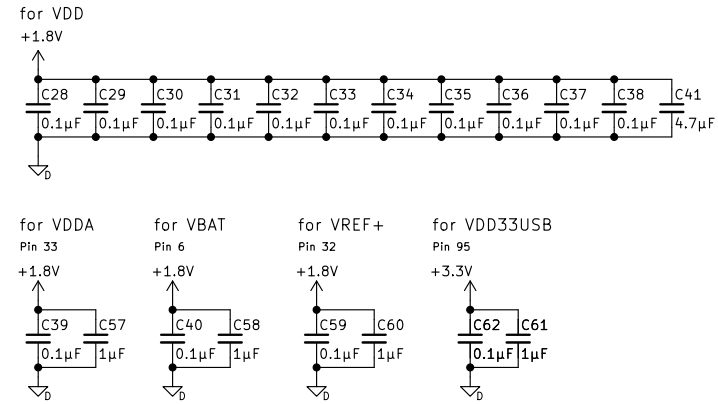 for VDD
+1.8V
C28 C29 C30 C31 C32 C33 C34 C35 C36 C37 C38 C41
0.1µF 0.1µF 0.1µF 0.1µF 0.1µF 0.1µF 0.1µF 0.1µF 0.1µF 0.1µF 0.1µF 4.7µF
D
for VDDA for VBAT for VREF+ for VDD33USB
Pin 33 Pin 6 Pin 32 Pin 95
+1.8V +1.8V +1.8V +3.3V
C39 C57 C40 C58 C59 C60 C62 C61
0.1µF 1µF 0.1µF 1µF 0.1µF 1µF 0.1µF 1µF
D D D D